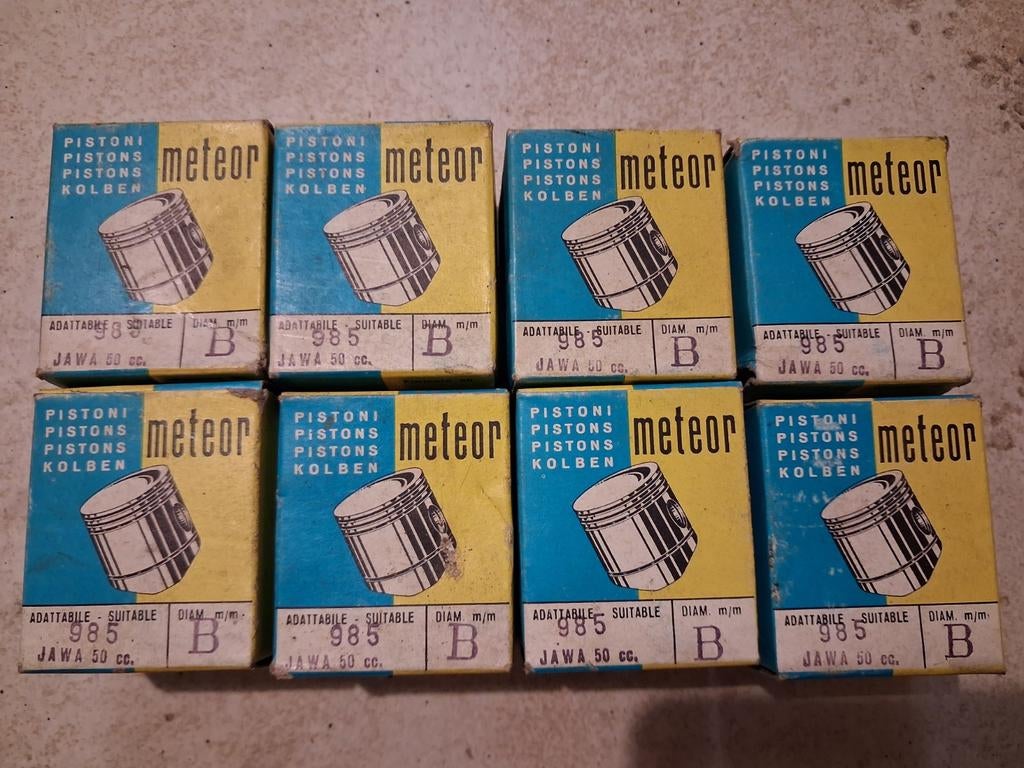 PISTONI
PISTONS
PISTONS
KOLBEN
meteor
ADATTABILE - SUITABLE
DIAM m/m
985
B
JAWA 50 cc.
PISTONI
PISTONS
PISTONS
KOLBEN
meteor
ADATTABILE - SUITABLE
DIAM. m/m
985
B
JAWA 50 cc.
PISTONI
PISTONS
PISTONS
KOLBEN
meteor
ADATTABILE - SUITABLE
DIAM. m/m
985
B
JAWA 50 cc.
PISTONI
PISTONS
PISTONS
KOLBEN
meteor
ADATTABILE - SUITABLE
DIAM. m/m
985
B
JAWA 50 cc.
PISTONI
PISTONS
PISTONS
KOLBEN
meteor
ADATTABILE - SUITABLE
DIAM. m/m
985
B
JAWA 50 cc.
PISTONI
PISTONS
PISTONS
KOLBEN
meteor
ADATTABILE - SUITABLE
DIAM. m/m
985
B
JAWA 50 cc.
PISTONI
PISTONS
PISTONS
KOLBEN
meteor
ADATTABILE - SUITABLE
DIAM. m/m
985
B
JAWA 50 cc.
PISTONI
PISTONS
PISTONS
KOLBEN
meteor
ADATTABILE - SUITABLE
DIAM. m/m
985
B
JAWA 50 cc.